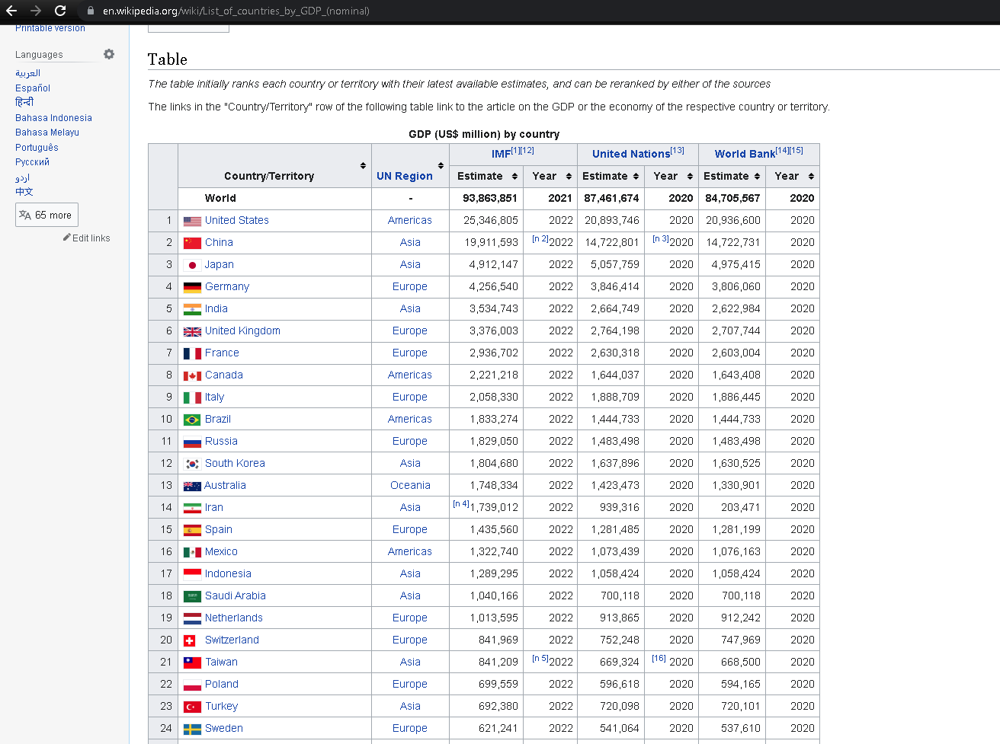 en.wikipedia.org/wiki/List_of_countries_by_GDP_(nominal)
Printable version
Languages
العربية
Español
हिन्दी
Bahasa Indonesia
Bahasa Melayu
Português
Русский
اردو
中文
65 more
Edit links
Table
The table initially ranks each country or territory with their latest available estimates, and can be reranked by either of the sources
The links in the "Country/Territory" row of the following table link to the article on the GDP or the economy of the respective country or territory.
GDP (US$ million) by country
Country/Territory UN Region IMF[1][12] United Nations[13] World Bank[14][15]
Estimate Year Estimate Year Estimate Year
World - 93,863,851 2021 87,461,674 2020 84,705,567 2020
1 United States Americas 25,346,805 2022 20,893,746 2020 20,936,600 2020
2 China Asia 19,911,593 [n 2]2022 14,722,801 [n 3]2020 14,722,731 2020
3 Japan Asia 4,912,147 2022 5,057,759 2020 4,975,415 2020
4 Germany Europe 4,256,540 2022 3,846,414 2020 3,806,060 2020
5 India Asia 3,534,743 2022 2,664,749 2020 2,622,984 2020
6 United Kingdom Europe 3,376,003 2022 2,764,198 2020 2,707,744 2020
7 France Europe 2,936,702 2022 2,630,318 2020 2,603,004 2020
8 Canada Americas 2,221,218 2022 1,644,037 2020 1,643,408 2020
9 Italy Europe 2,058,330 2022 1,888,709 2020 1,886,445 2020
10 Brazil Americas 1,833,274 2022 1,444,733 2020 1,444,733 2020
11 Russia Europe 1,829,050 2022 1,483,498 2020 1,483,498 2020
12 South Korea Asia 1,804,680 2022 1,637,896 2020 1,630,525 2020
13 Australia Oceania 1,748,334 2022 1,423,473 2020 1,330,901 2020
14 Iran Asia [n 4]1,739,012 2022 939,316 2020 203,471 2020
15 Spain Europe 1,435,560 2022 1,281,485 2020 1,281,199 2020
16 Mexico Americas 1,322,740 2022 1,073,439 2020 1,076,163 2020
17 Indonesia Asia 1,289,295 2022 1,058,424 2020 1,058,424 2020
18 Saudi Arabia Asia 1,040,166 2022 700,118 2020 700,118 2020
19 Netherlands Europe 1,013,595 2022 913,865 2020 912,242 2020
20 Switzerland Europe 841,969 2022 752,248 2020 747,969 2020
21 Taiwan Asia 841,209 [n 5]2022 669,324 [16] 2020 668,500 2020
22 Poland Europe 699,559 2022 596,618 2020 594,165 2020
23 Turkey Asia 692,380 2022 720,098 2020 720,101 2020
24 Sweden Europe 621,241 2022 541,064 2020 537,610 2020